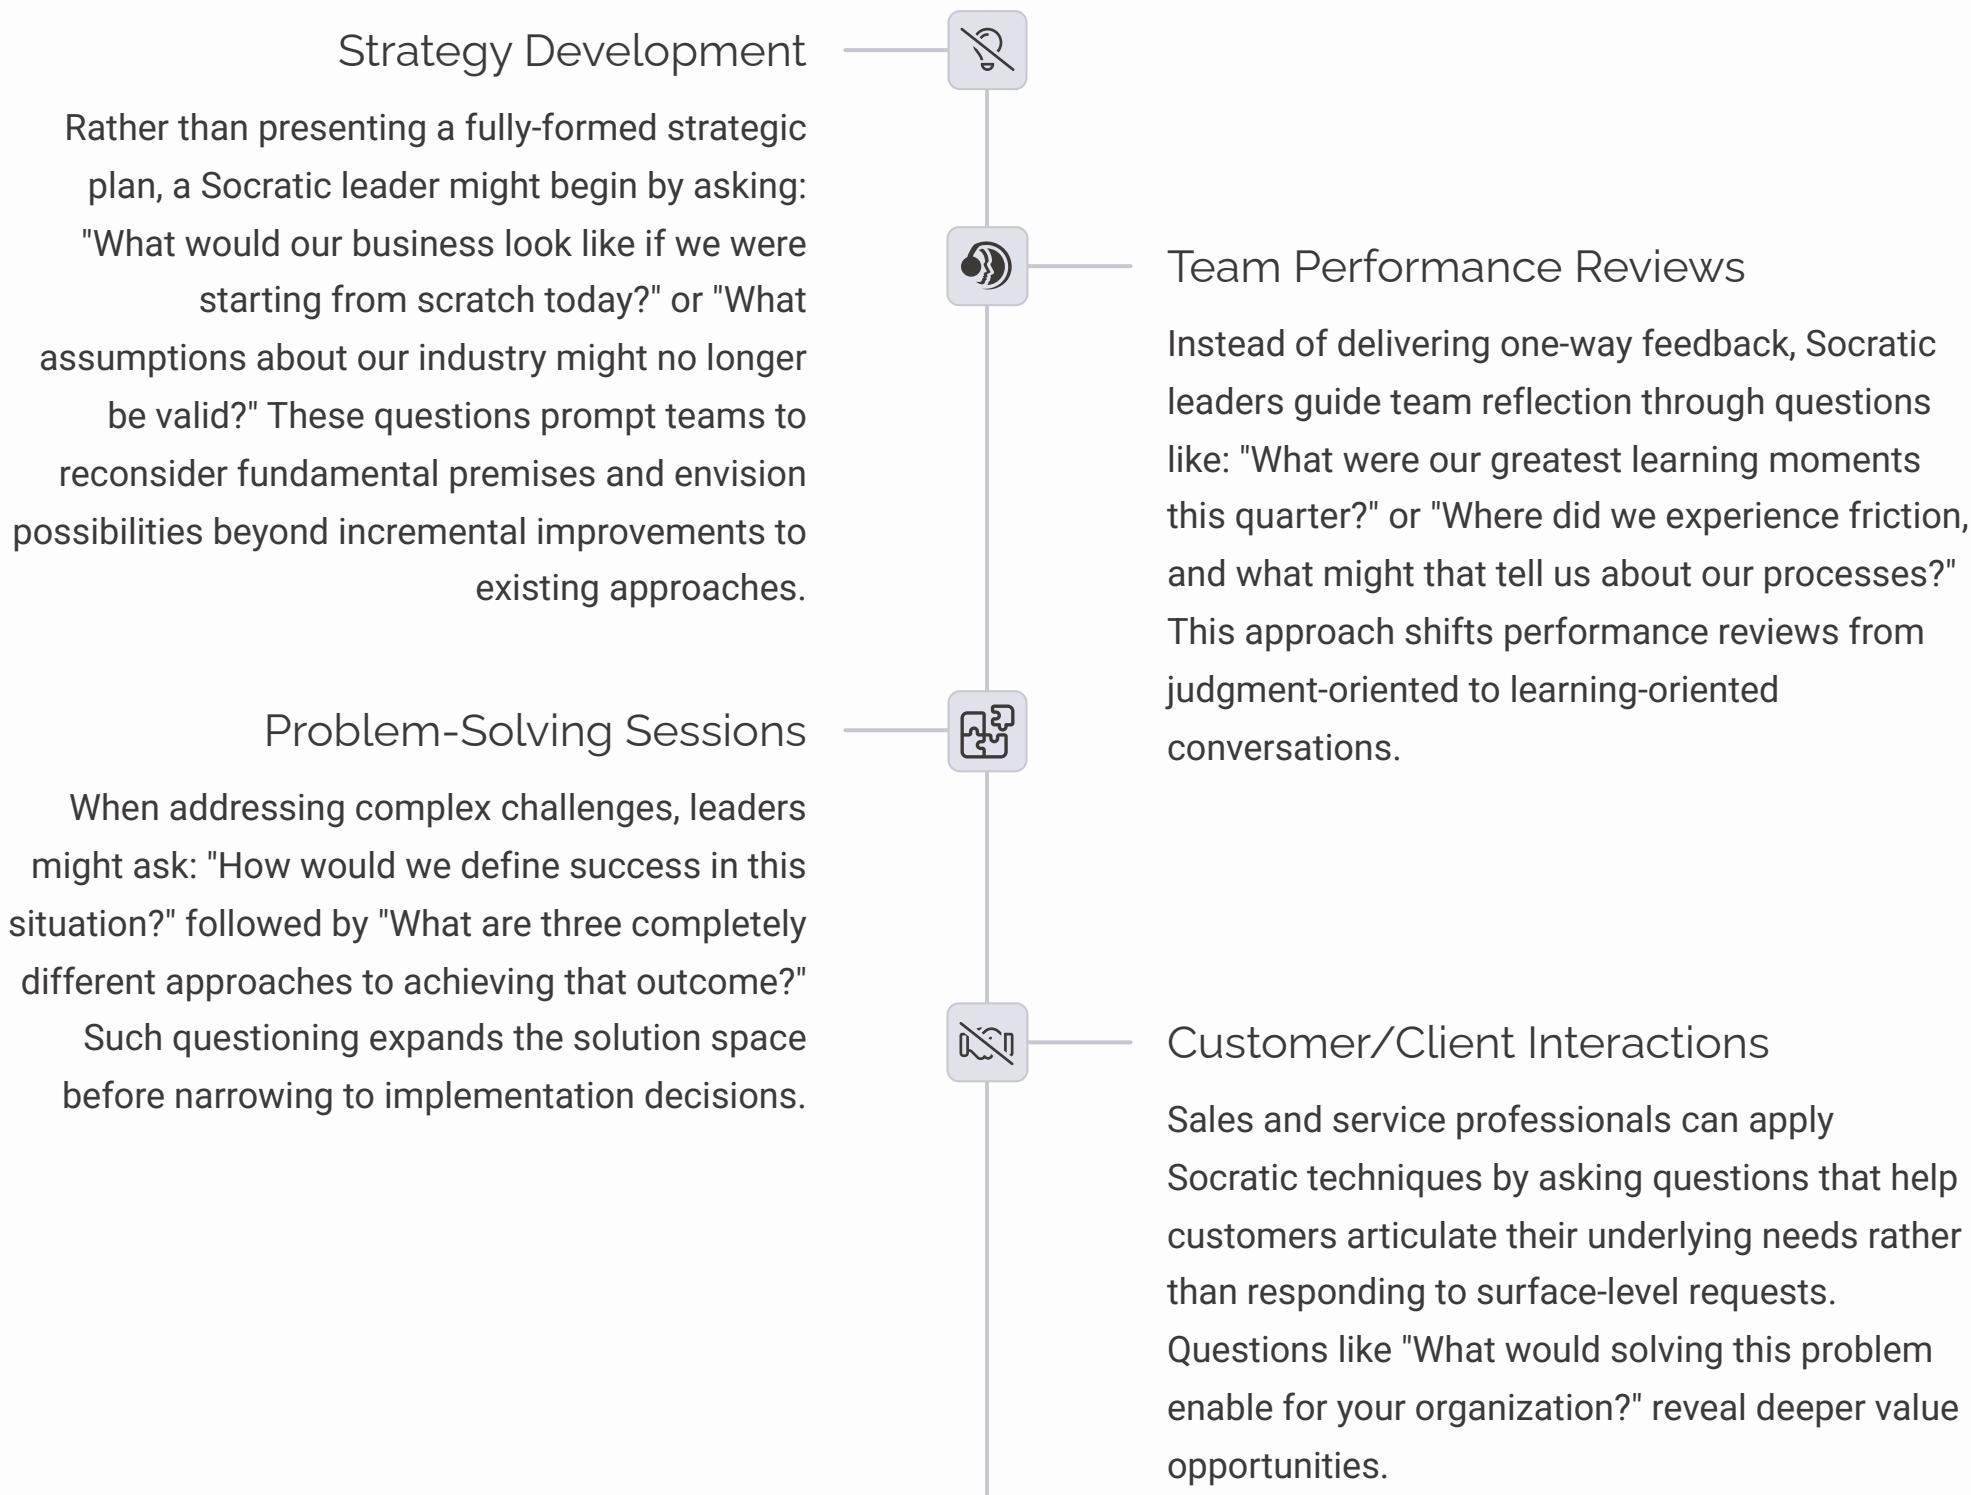 Strategy Development
Rather than presenting a fully-formed strategic
plan, a Socratic leader might begin by asking:
"What would our business look like if we were
starting from scratch today?" or "What
assumptions about our industry might no longer
be valid?" These questions prompt teams to
reconsider fundamental premises and envision
possibilities beyond incremental improvements to
existing approaches.
Team Performance Reviews
Instead of delivering one-way feedback, Socratic
leaders guide team reflection through questions
like: "What were our greatest learning moments
this quarter?" or "Where did we experience friction,
and what might that tell us about our processes?"
This approach shifts performance reviews from
judgment-oriented to learning-oriented
conversations.
Problem-Solving Sessions
When addressing complex challenges, leaders
might ask: "How would we define success in this
situation?" followed by "What are three completely
different approaches to achieving that outcome?"
Such questioning expands the solution space
before narrowing to implementation decisions.
Customer/Client Interactions
Sales and service professionals can apply
Socratic techniques by asking questions that help
customers articulate their underlying needs rather
than responding to surface-level requests.
Questions like "What would solving this problem
enable for your organization?" reveal deeper value
opportunities.